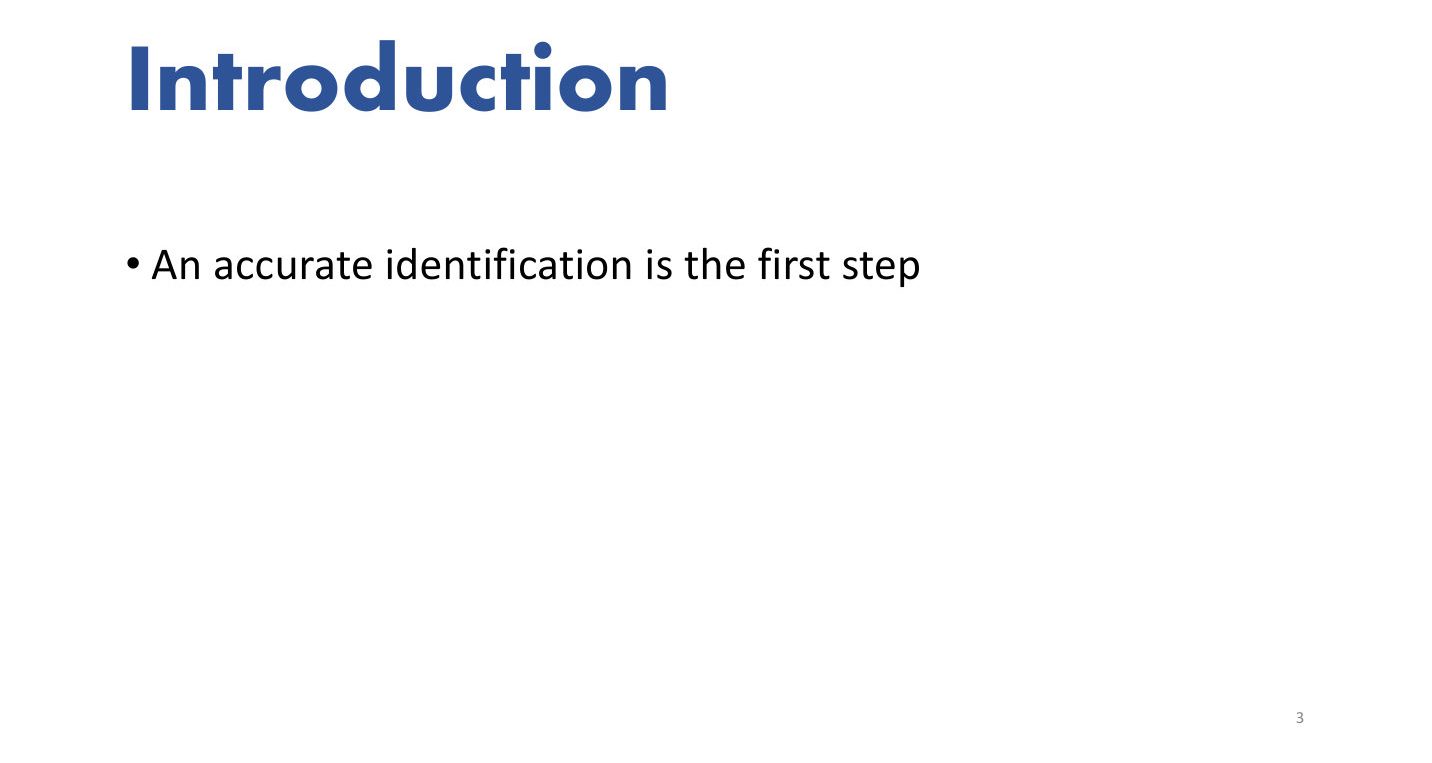 Introduction
• An accurate identification is the first step
3